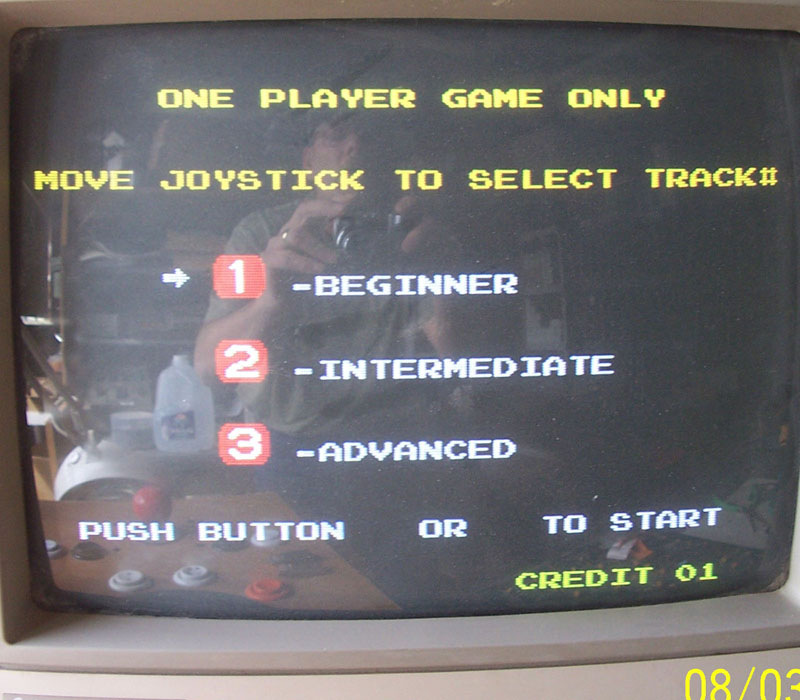 ONE PLAYER GAME ONLY
MOVE JOYSTICK TO SELECT TRACK#
1 -BEGINNER
2 -INTERMEDIATE
3 -ADVANCED
PUSH BUTTON OR TO START
CREDIT 01
08/03